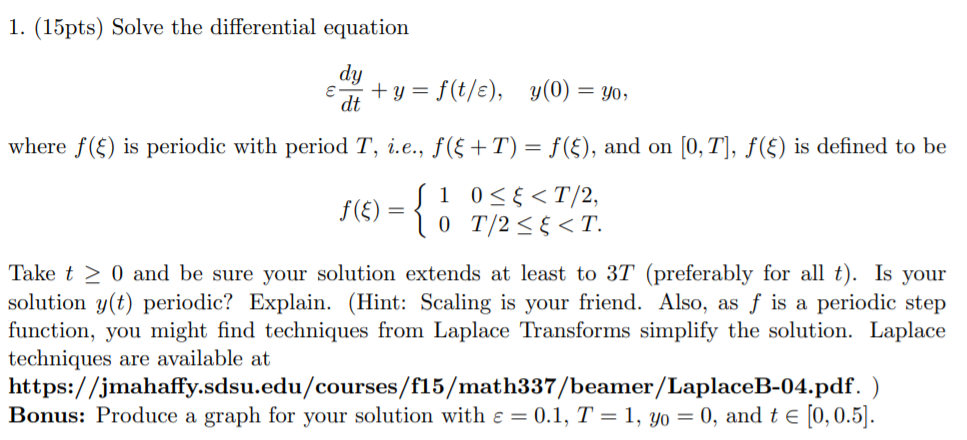 1. (15pts) Solve the differential equation
ε dy/dt + y = f(t/ε),   y(0) = y₀,
where f(ξ) is periodic with period T, i.e., f(ξ + T) = f(ξ), and on [0, T], f(ξ) is defined to be
f(ξ) = { 1   0 ≤ ξ < T/2,
0   T/2 ≤ ξ < T.
Take t ≥ 0 and be sure your solution extends at least to 3T (preferably for all t). Is your
solution y(t) periodic? Explain. (Hint: Scaling is your friend. Also, as f is a periodic step
function, you might find techniques from Laplace Transforms simplify the solution. Laplace
techniques are available at
https://jmahaffy.sdsu.edu/courses/f15/math337/beamer/LaplaceB-04.pdf. )
Bonus: Produce a graph for your solution with ε = 0.1, T = 1, y₀ = 0, and t ∈ [0, 0.5].